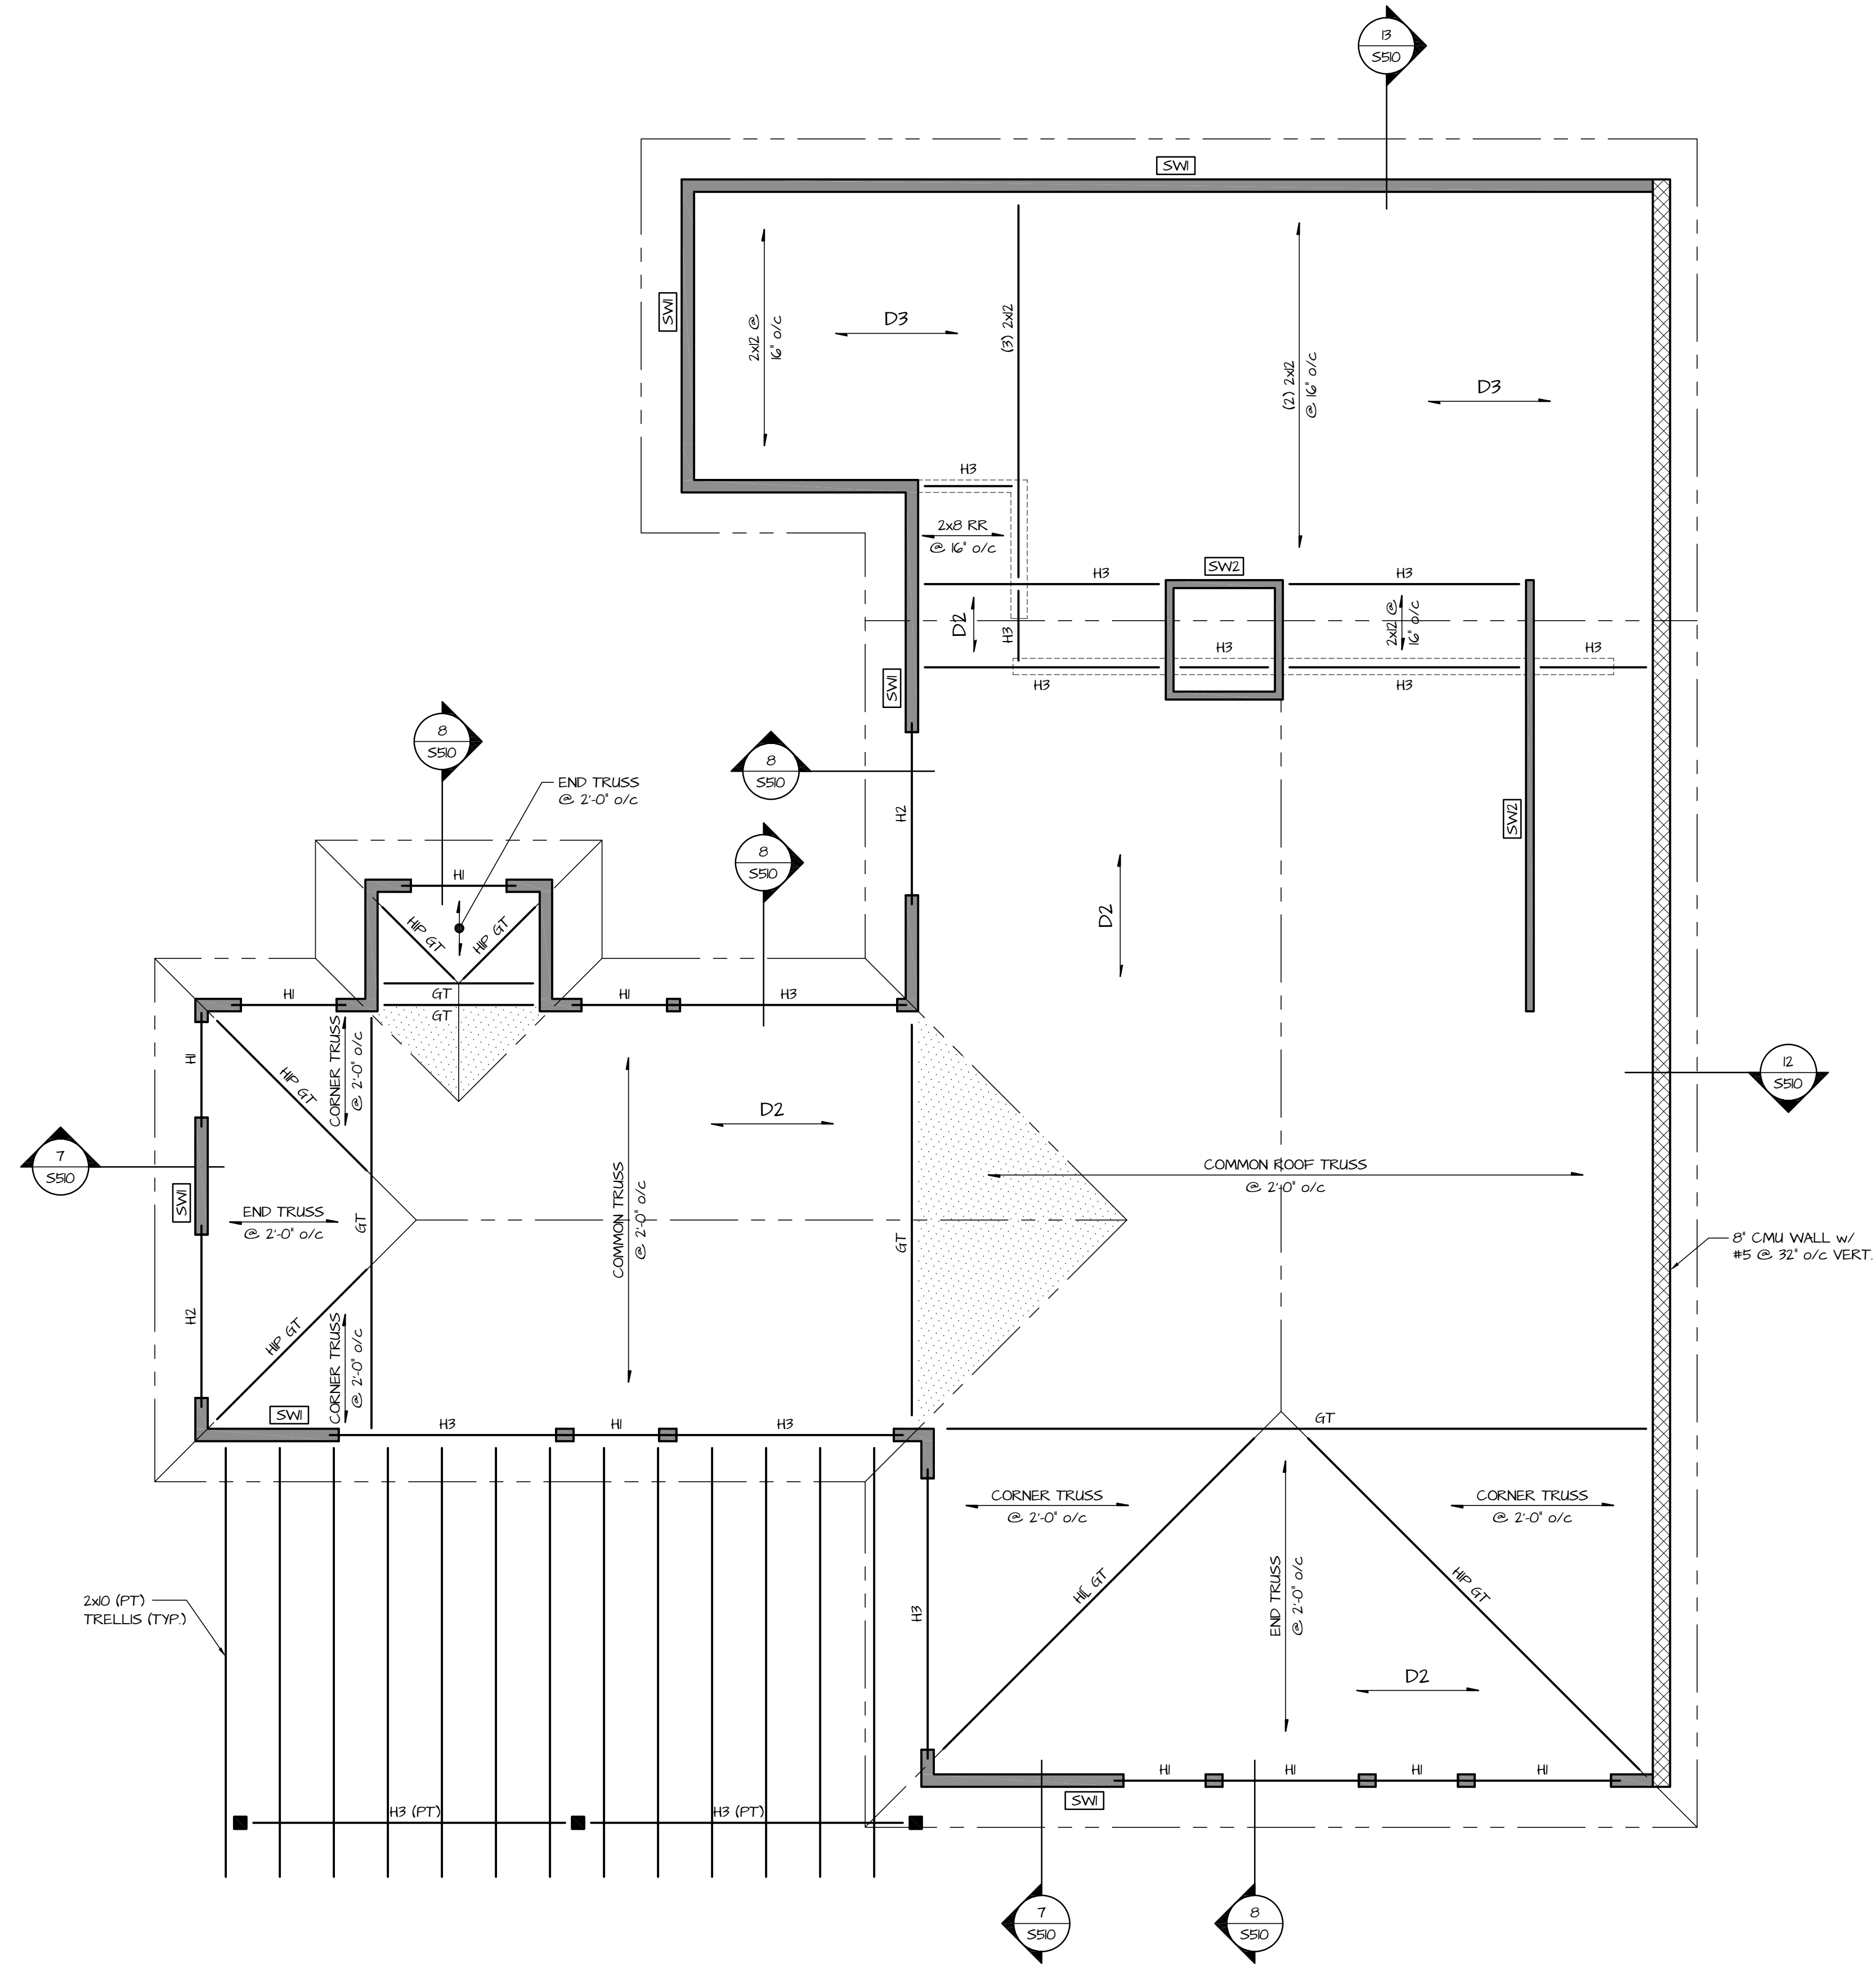 13
S510
SW1
SW1
2x12 @
16" o/c
D3
(3) 2x12
(2) 2x12
@ 16" o/c
D3
H3
2x8 RR
@ 16" o/c
H3
SW2
H3
D2
H3
2x12 @
16" o/c
H3
H3
H3
H3
SW1
8
S510
8
S510
END TRUSS
@ 2'-0" o/c
H2
SW2
8
S510
H1
HIP GT
HIP GT
D2
GT
GT
H1
H1
H3
H1
CORNER TRUSS
@ 2'-0" o/c
HIP GT
12
S510
D2
7
S510
SW1
END TRUSS
@ 2'-0" o/c
GT
COMMON TRUSS
@ 2'-0" o/c
GT
COMMON ROOF TRUSS
@ 2'-0" o/c
8" CMU WALL w/
#5 @ 32" o/c VERT.
H2
HIP GT
CORNER TRUSS
@ 2'-0" o/c
SW1
H3
H1
H3
GT
CORNER TRUSS
@ 2'-0" o/c
CORNER TRUSS
@ 2'-0" o/c
2x10 (PT)
TRELLIS (TYP.)
H3
HIP GT
END TRUSS
@ 2'-0" o/c
HIP GT
D2
H1
H1
H1
H1
SW1
H3 (PT)
H3 (PT)
7
S510
8
S510